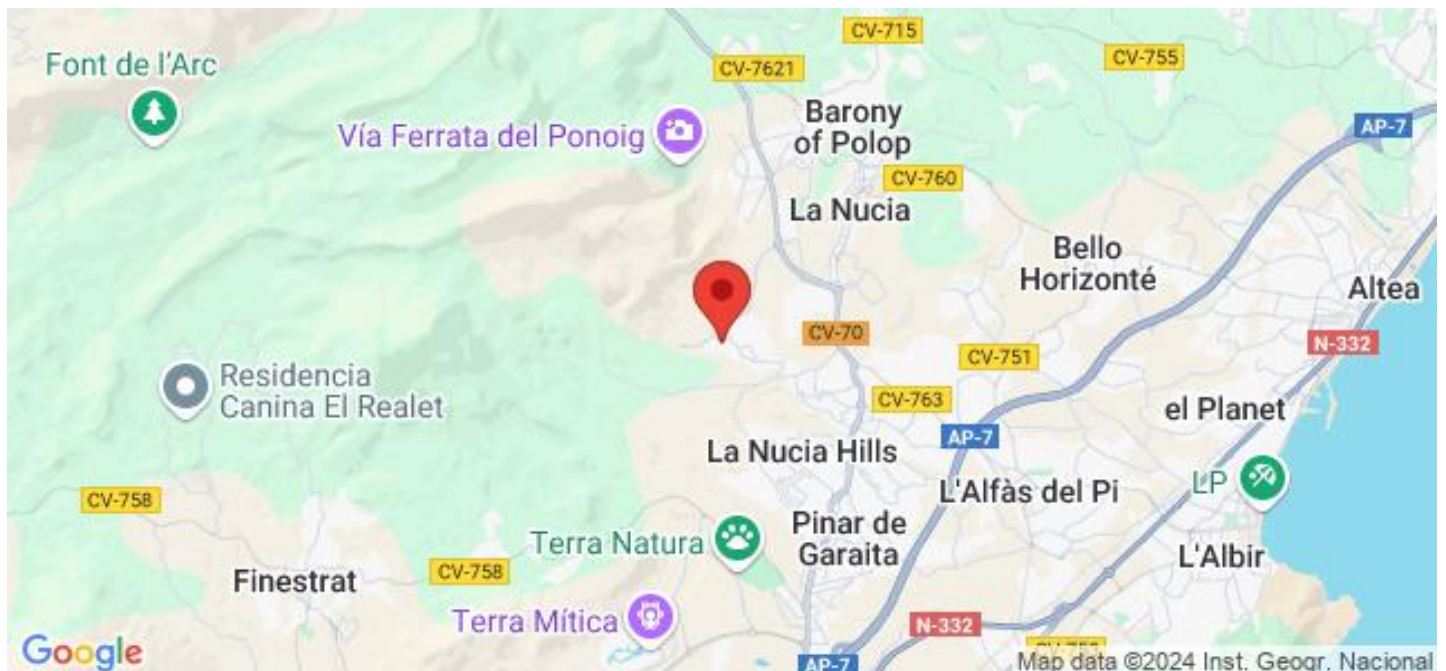 CV-715
CV-755
Font de l'Arc
CV-7621
Barony
of Polop
AP-7
Vía Ferrata del Ponoig
CV-760
La Nucia
Bello
Horizonté
Altea
CV-70
N-332
CV-751
Residencia
Canina El Realet
CV-763
el Planet
AP-7
La Nucia Hills
LP
L'Alfàs del Pi
CV-758
Pinar de
Garaita
Terra Natura
L'Albir
CV-758
Finestrat
Terra Mítica
N-332
Google
AP-7
Map data ©2024 Inst. Geogr. Nacional